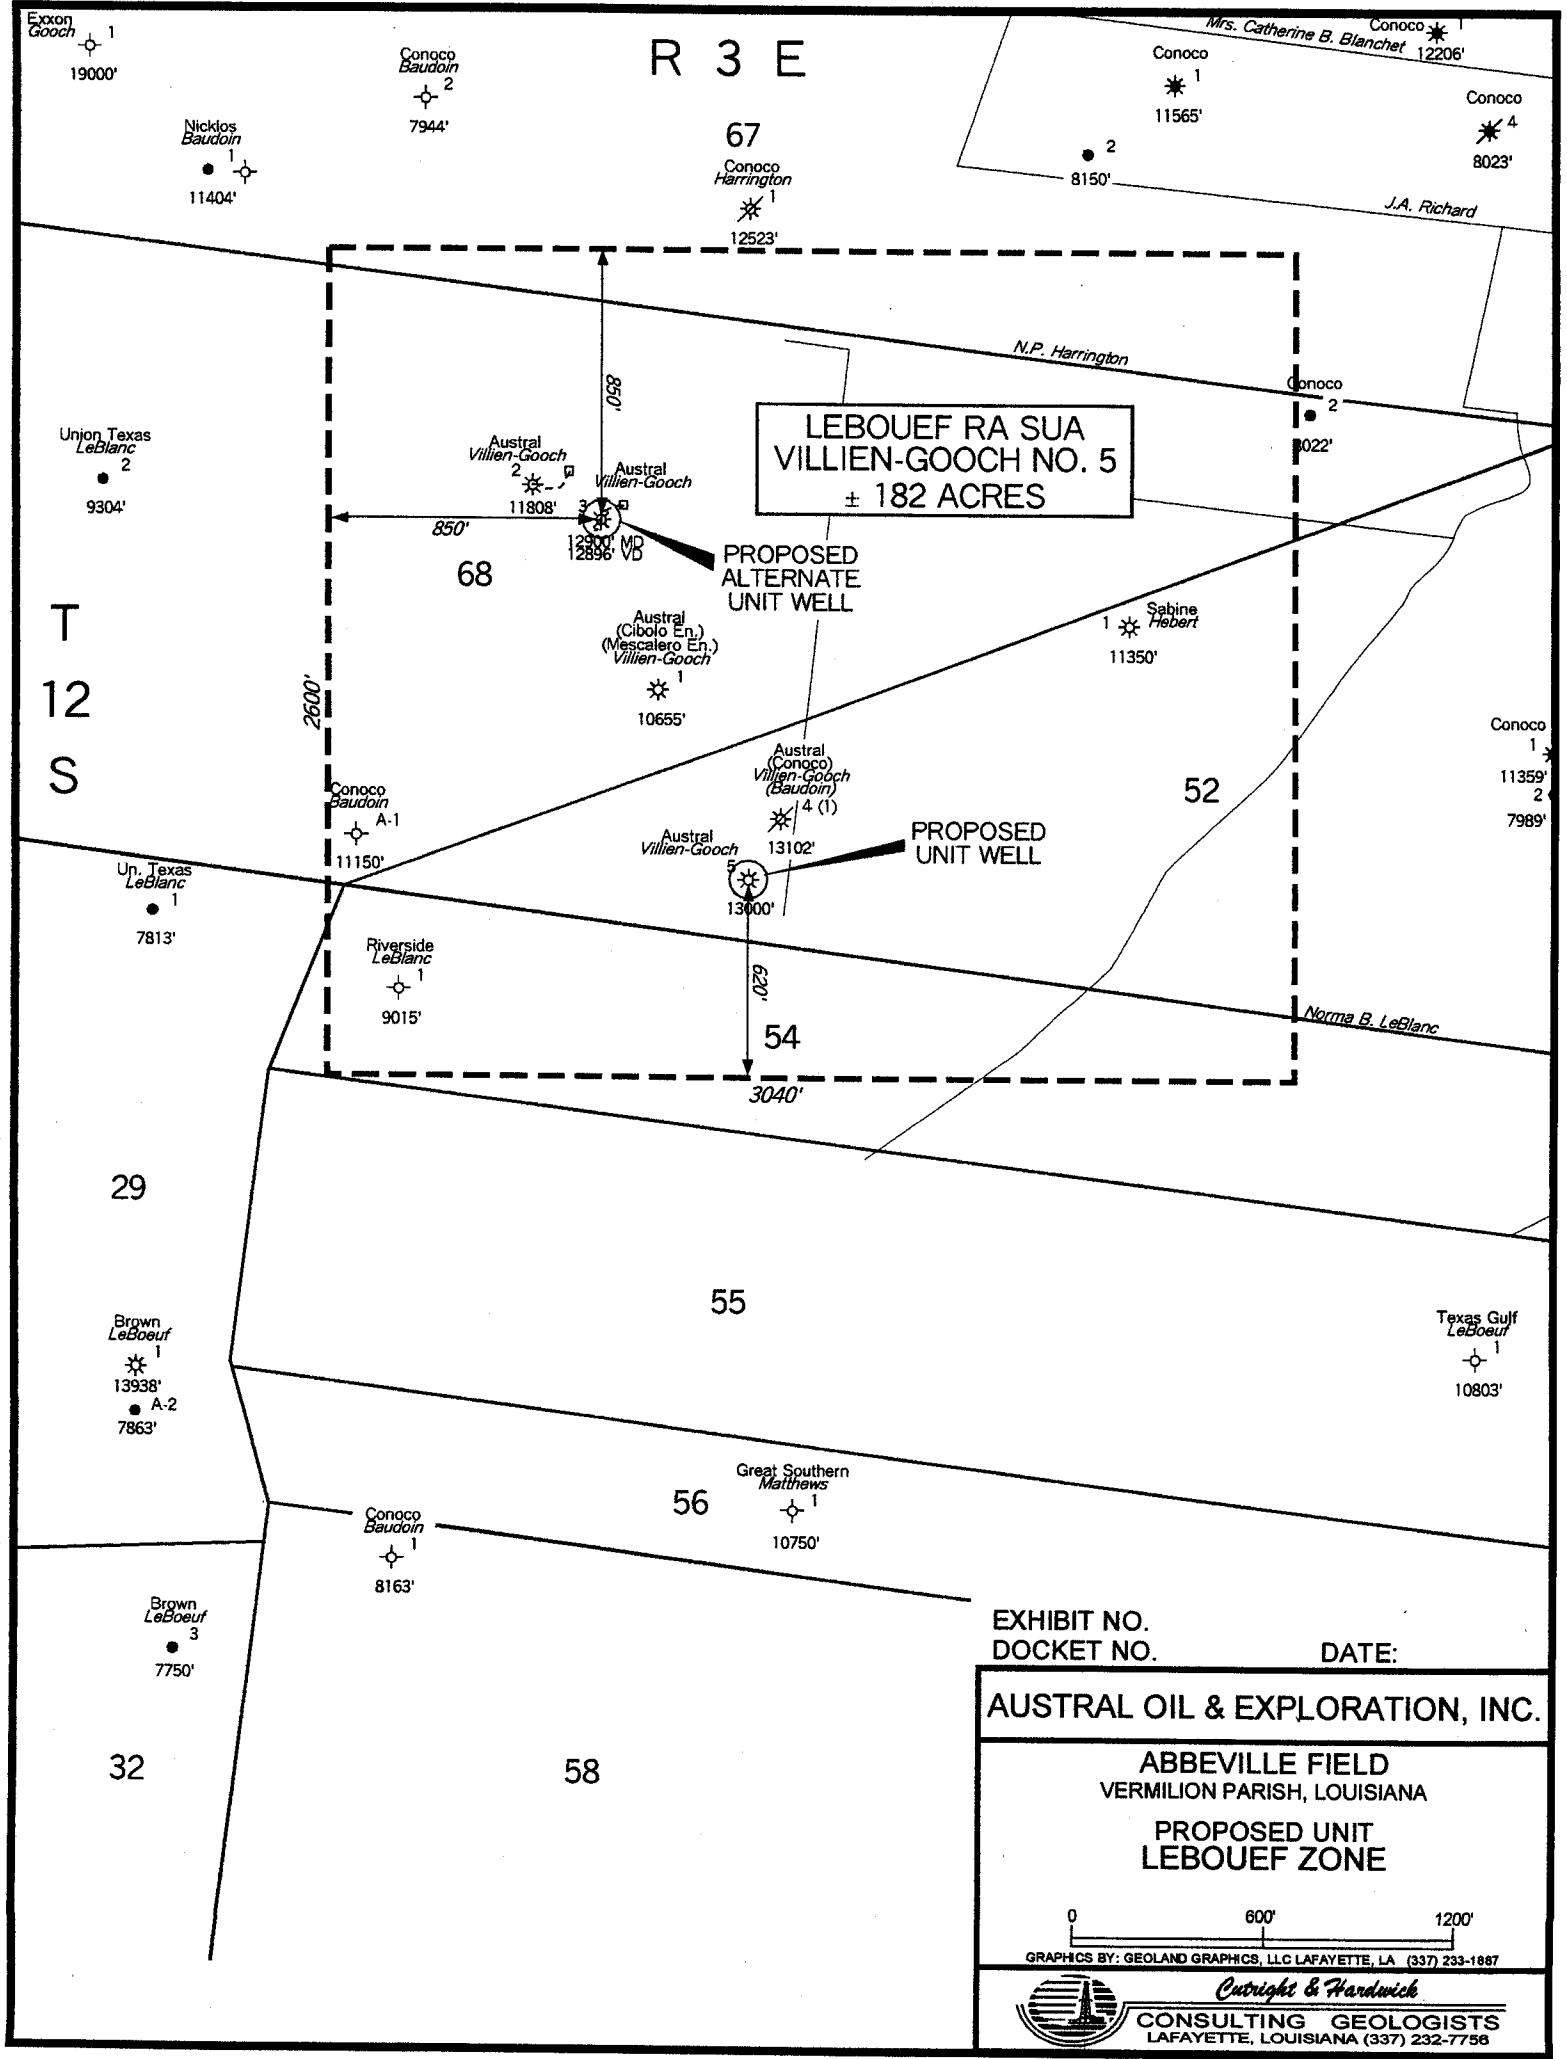 Exxon
Gooch
1
19000'
Conoco
Baudoin
2
7944'
R 3 E
67
Mrs. Catherine B. Blanchet
Conoco
1
12206'
Conoco
1
11565'
Conoco
4
8023'
2
8150'
J.A. Richard
Nicklos
Baudoin
1
11404'
Conoco
Harrington
1
12523'
N.P. Harrington
Conoco
2
8022'
850'
LEBOUEF RA SUA
VILLIEN-GOOCH NO. 5
± 182 ACRES
Union Texas
LeBlanc
2
9304'
Austral
Villien-Gooch
2
11808'
Austral
Villien-Gooch
3
12900' MD
12896' VD
850'
PROPOSED
ALTERNATE
UNIT WELL
68
T
12
S
2600'
Austral
(Cibolo En.)
(Mescalero En.)
Villien-Gooch
1
10655'
Sabine
Hebert
1
11350'
Conoco
1
11359'
2
7989'
Austral
(Conoco)
Villien-Gooch
(Baudoin)
4 (1)
13102'
52
Conoco
Baudoin
A-1
11150'
Austral
Villien-Gooch
5
13000'
PROPOSED
UNIT WELL
Un. Texas
LeBlanc
1
7813'
Riverside
LeBlanc
1
9015'
620'
54
Norma B. LeBlanc
3040'
29
55
Brown
LeBoeuf
1
13938'
A-2
7863'
Texas Gulf
LeBoeuf
1
10803'
Great Southern
Matthews
1
10750'
56
Conoco
Baudoin
1
8163'
Brown
LeBoeuf
3
7750'
32
58
EXHIBIT NO.
DOCKET NO. DATE:
AUSTRAL OIL & EXPLORATION, INC.
ABBEVILLE FIELD
VERMILION PARISH, LOUISIANA
PROPOSED UNIT
LEBOUEF ZONE
0 600' 1200'
GRAPHICS BY: GEOLAND GRAPHICS, LLC LAFAYETTE, LA (337) 233-1887
Cutright & Hardwick
CONSULTING GEOLOGISTS
LAFAYETTE, LOUISIANA (337) 232-7756